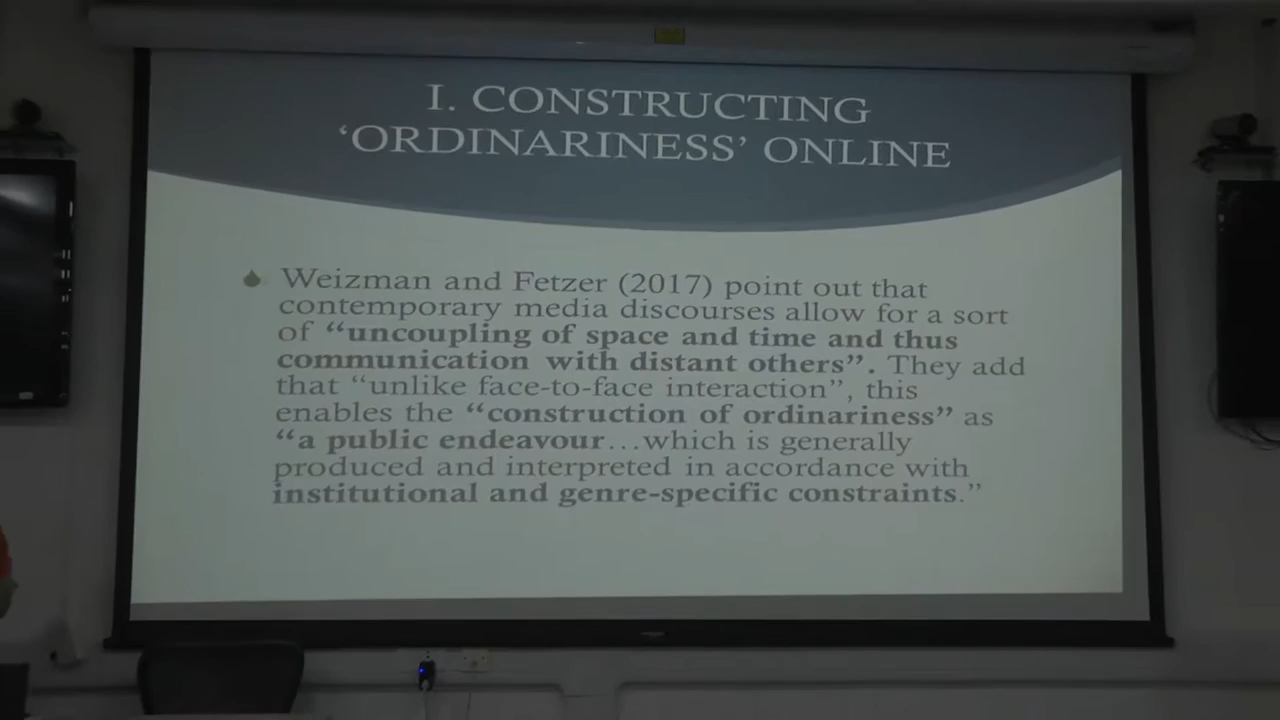 I. CONSTRUCTING
‘ORDINARINESS’ ONLINE
Weizman and Fetzer (2017) point out that
contemporary media discourses allow for a sort
of “uncoupling of space and time and thus
communication with distant others”. They add
that “unlike face-to-face interaction”, this
enables the “construction of ordinariness” as
“a public endeavour…which is generally
produced and interpreted in accordance with
institutional and genre-specific constraints.”